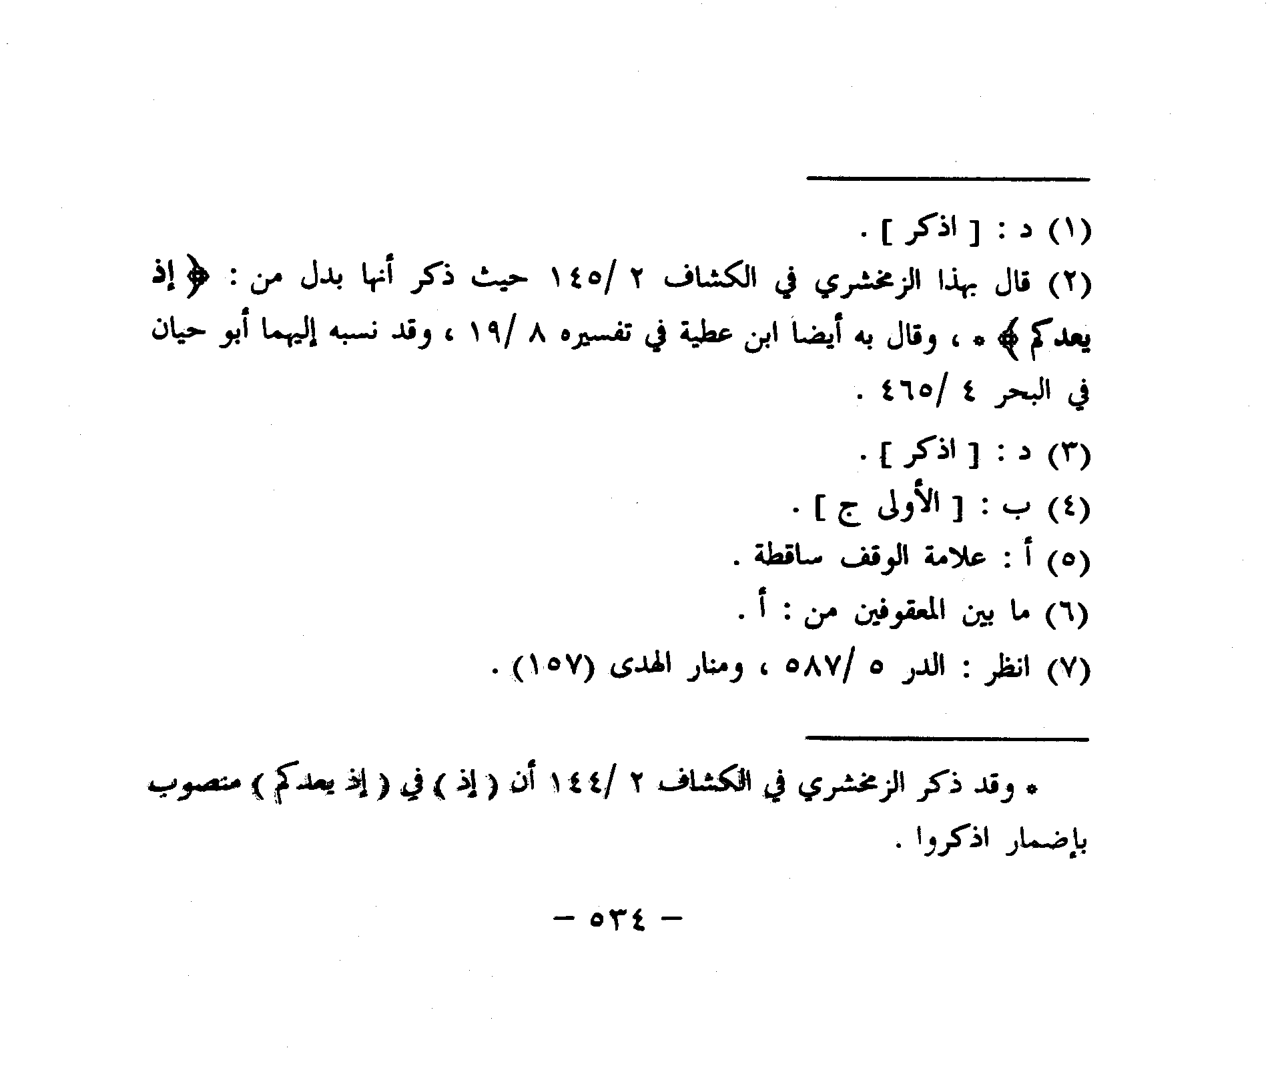 (١) د : [ اذكر ] .
(٢) قال بهذا الزمخشري في الكشاف ٢ /١٤٥ حيث ذكر أنها بدل من : ﴿ إذ
يعدكم ﴾ * ، وقال به أيضا ابن عطية في تفسيره ٨ /١٩ ، وقد نسبه إليهما أبو حيان
في البحر ٤ /٤٦٥ .
(٣) د : [ اذكر ] .
(٤) ب : [ الأولى ج ] .
(٥) أ : علامة الوقف ساقطة .
(٦) ما بين المعقوفين من : أ .
(٧) انظر : الدر ٥ /٥٨٧ ، ومنار الهدى (١٥٧) .
* وقد ذكر الزمخشري في الكشاف ٢ /١٤٤ أن ( إذ ) في ( إذ يعدكم ) منصوب
بإضمار اذكروا .
– ٥٣٤ –